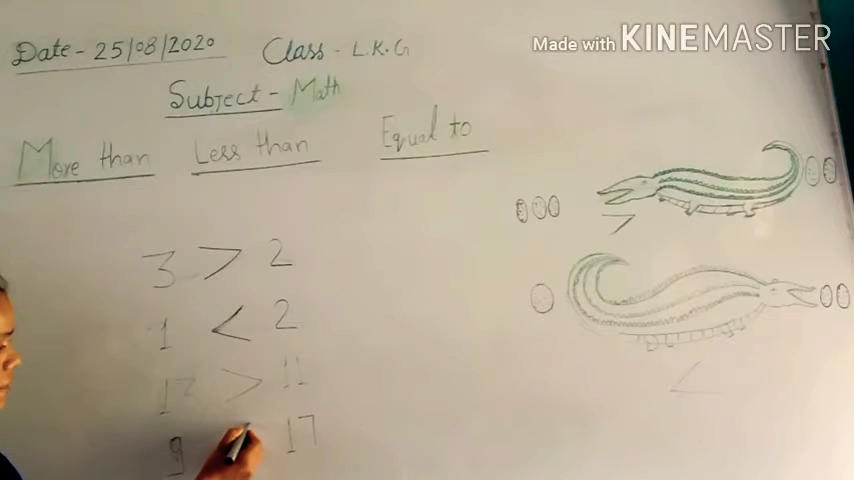 Made with KINEMASTER
Date - 25/08/2020 Class - L.K.G
Subject - Math
More than Less than Equal to
3 > 2
1 < 2
12 > 11
9 17
>
<